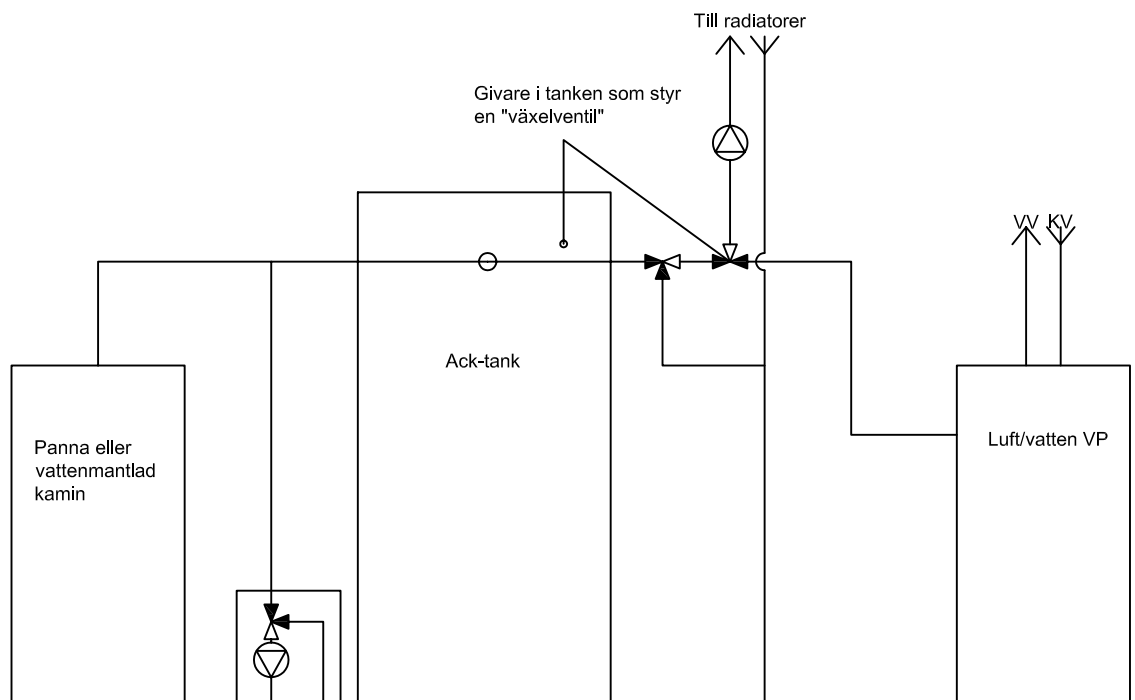 Till radiatorer
Givare i tanken som styr
en "växelventil"
VV KV
Ack-tank
Panna eller
vattenmantlad
kamin
Luft/vatten VP